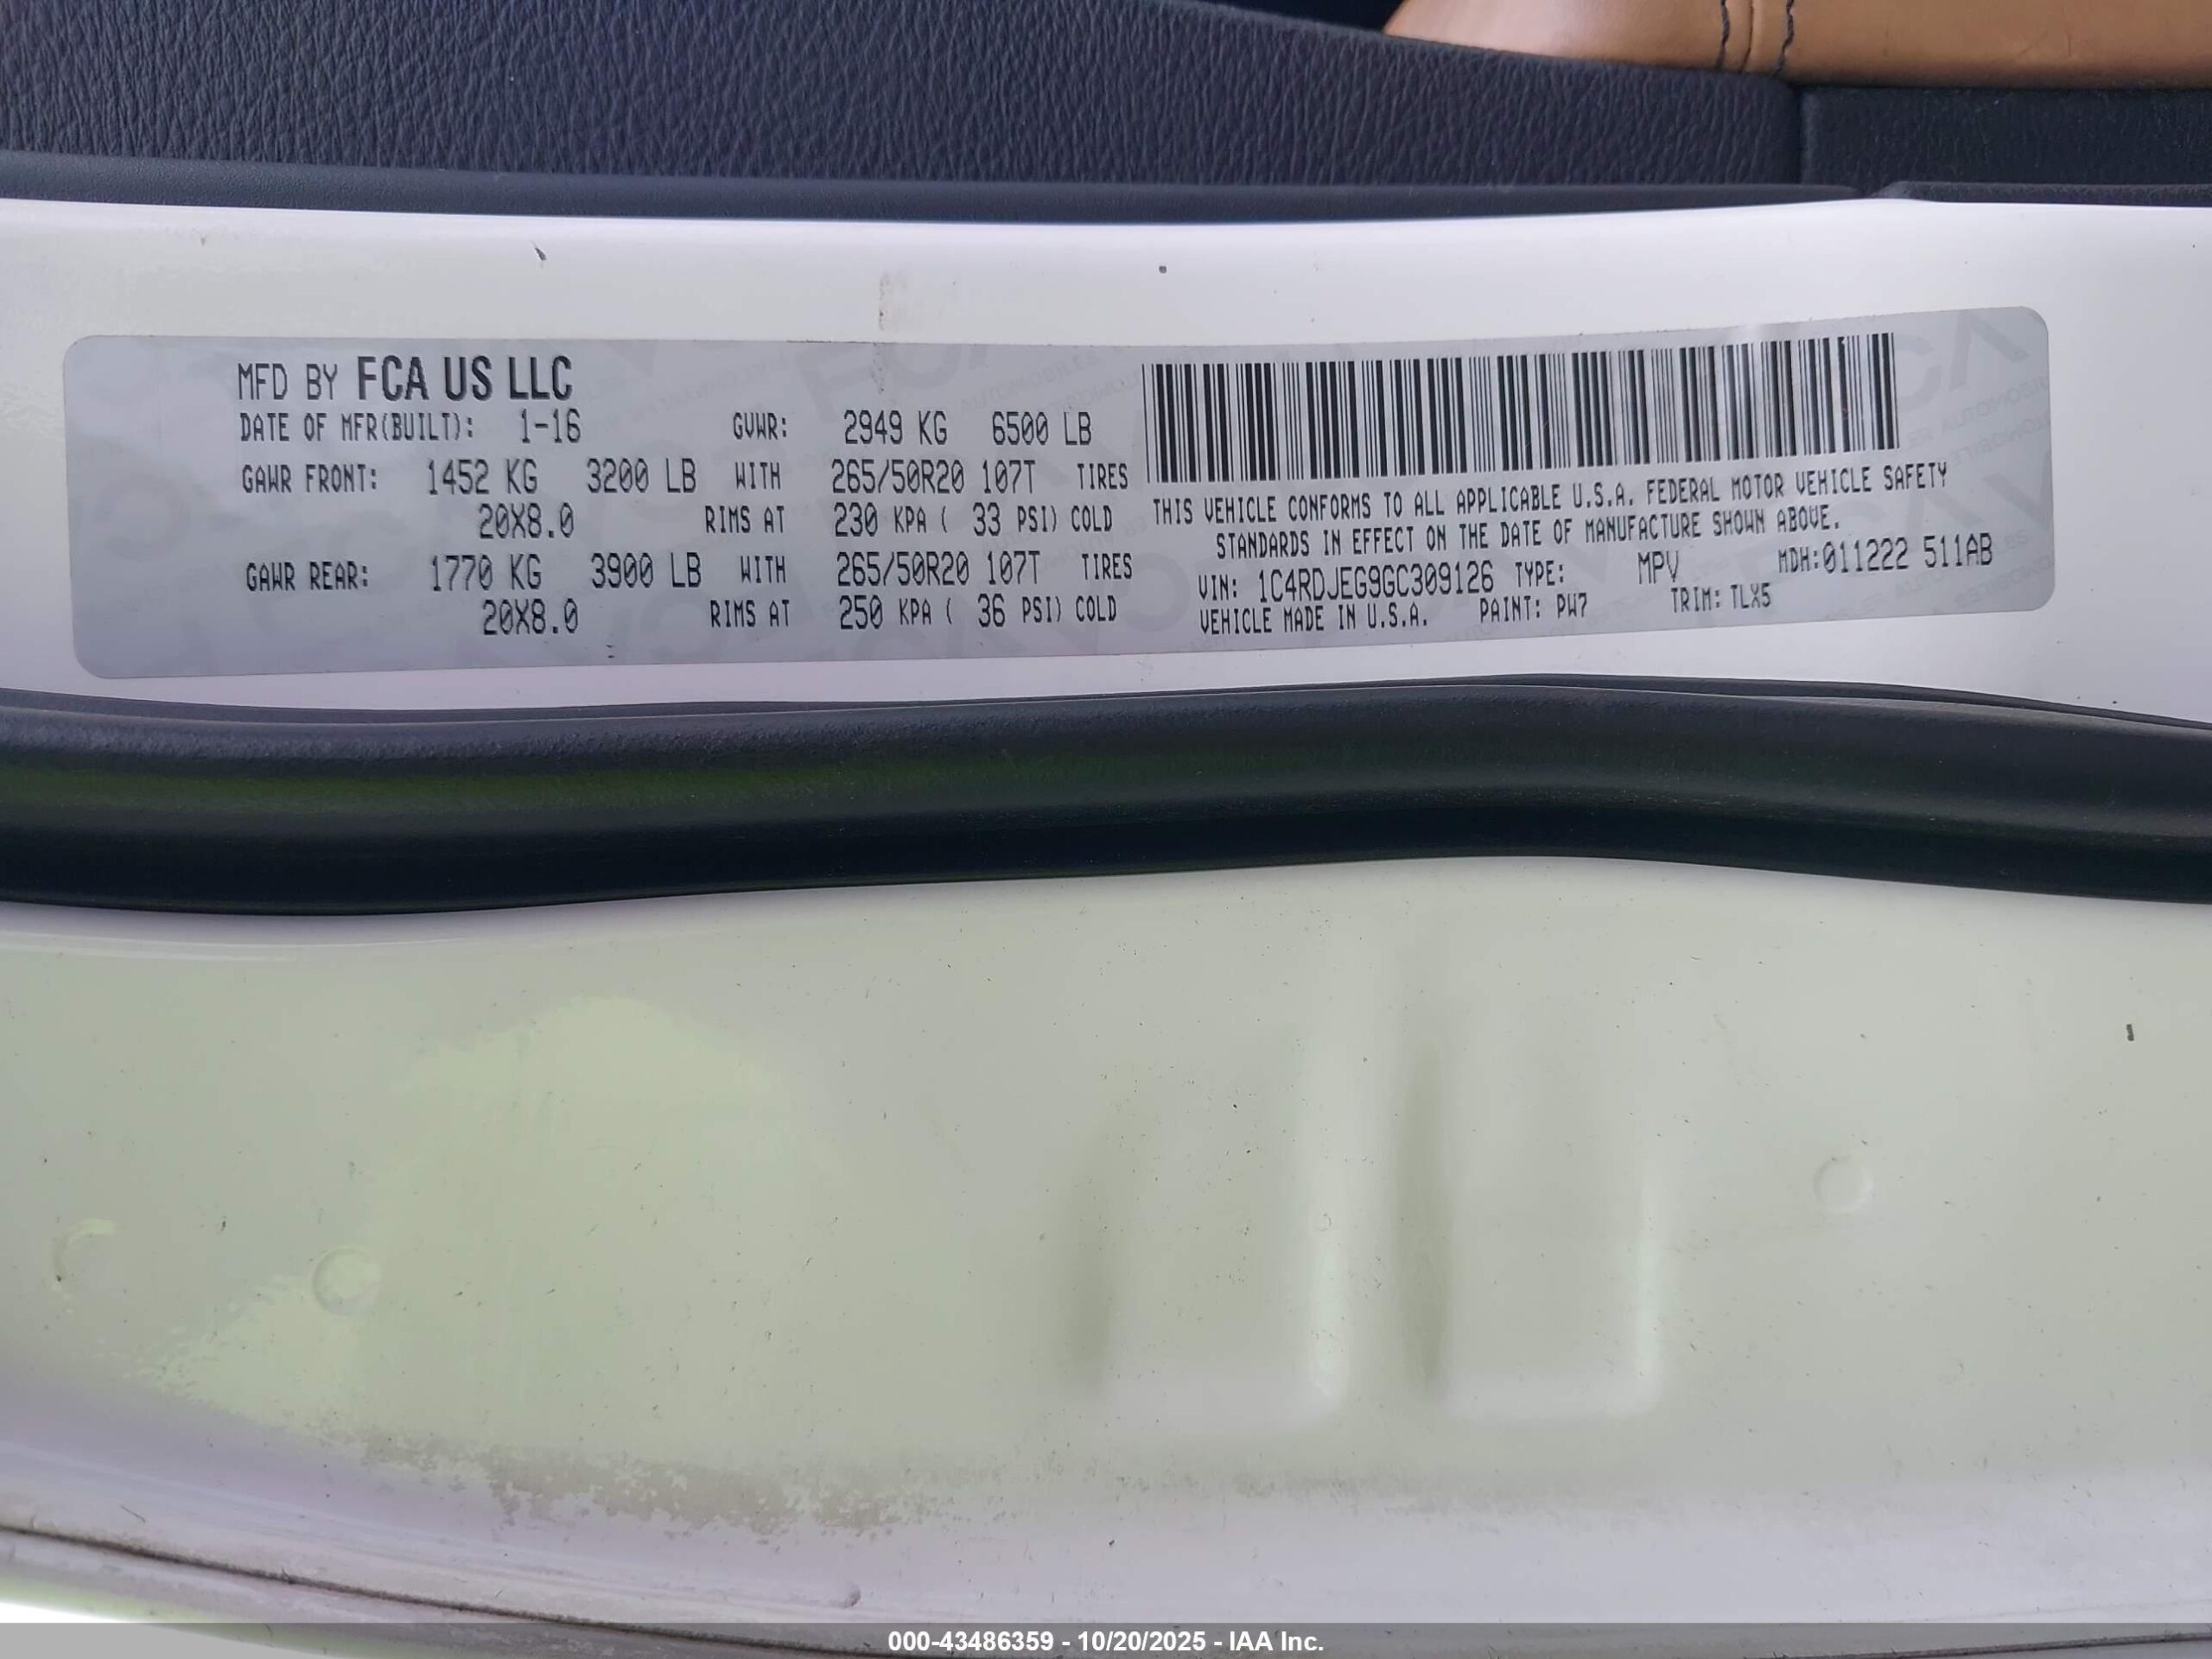 MFD BY FCA US LLC
DATE OF MFR(BUILT): 1-16 GVWR: 2949 KG 6500 LB
GAWR FRONT: 1452 KG 3200 LB WITH 265/50R20 107T TIRES
20X8.0 RIMS AT 230 KPA ( 33 PSI) COLD
GAWR REAR: 1770 KG 3900 LB WITH 265/50R20 107T TIRES
20X8.0 RIMS AT 250 KPA ( 36 PSI) COLD
THIS VEHICLE CONFORMS TO ALL APPLICABLE U.S.A. FEDERAL MOTOR VEHICLE SAFETY
STANDARDS IN EFFECT ON THE DATE OF MANUFACTURE SHOWN ABOVE.
VIN: 1C4RDJEG9GC309126 TYPE: MPV MDH:011222 511AB
VEHICLE MADE IN U.S.A. PAINT: PW7 TRIM: TLX5
000-43486359 - 10/20/2025 - IAA Inc.